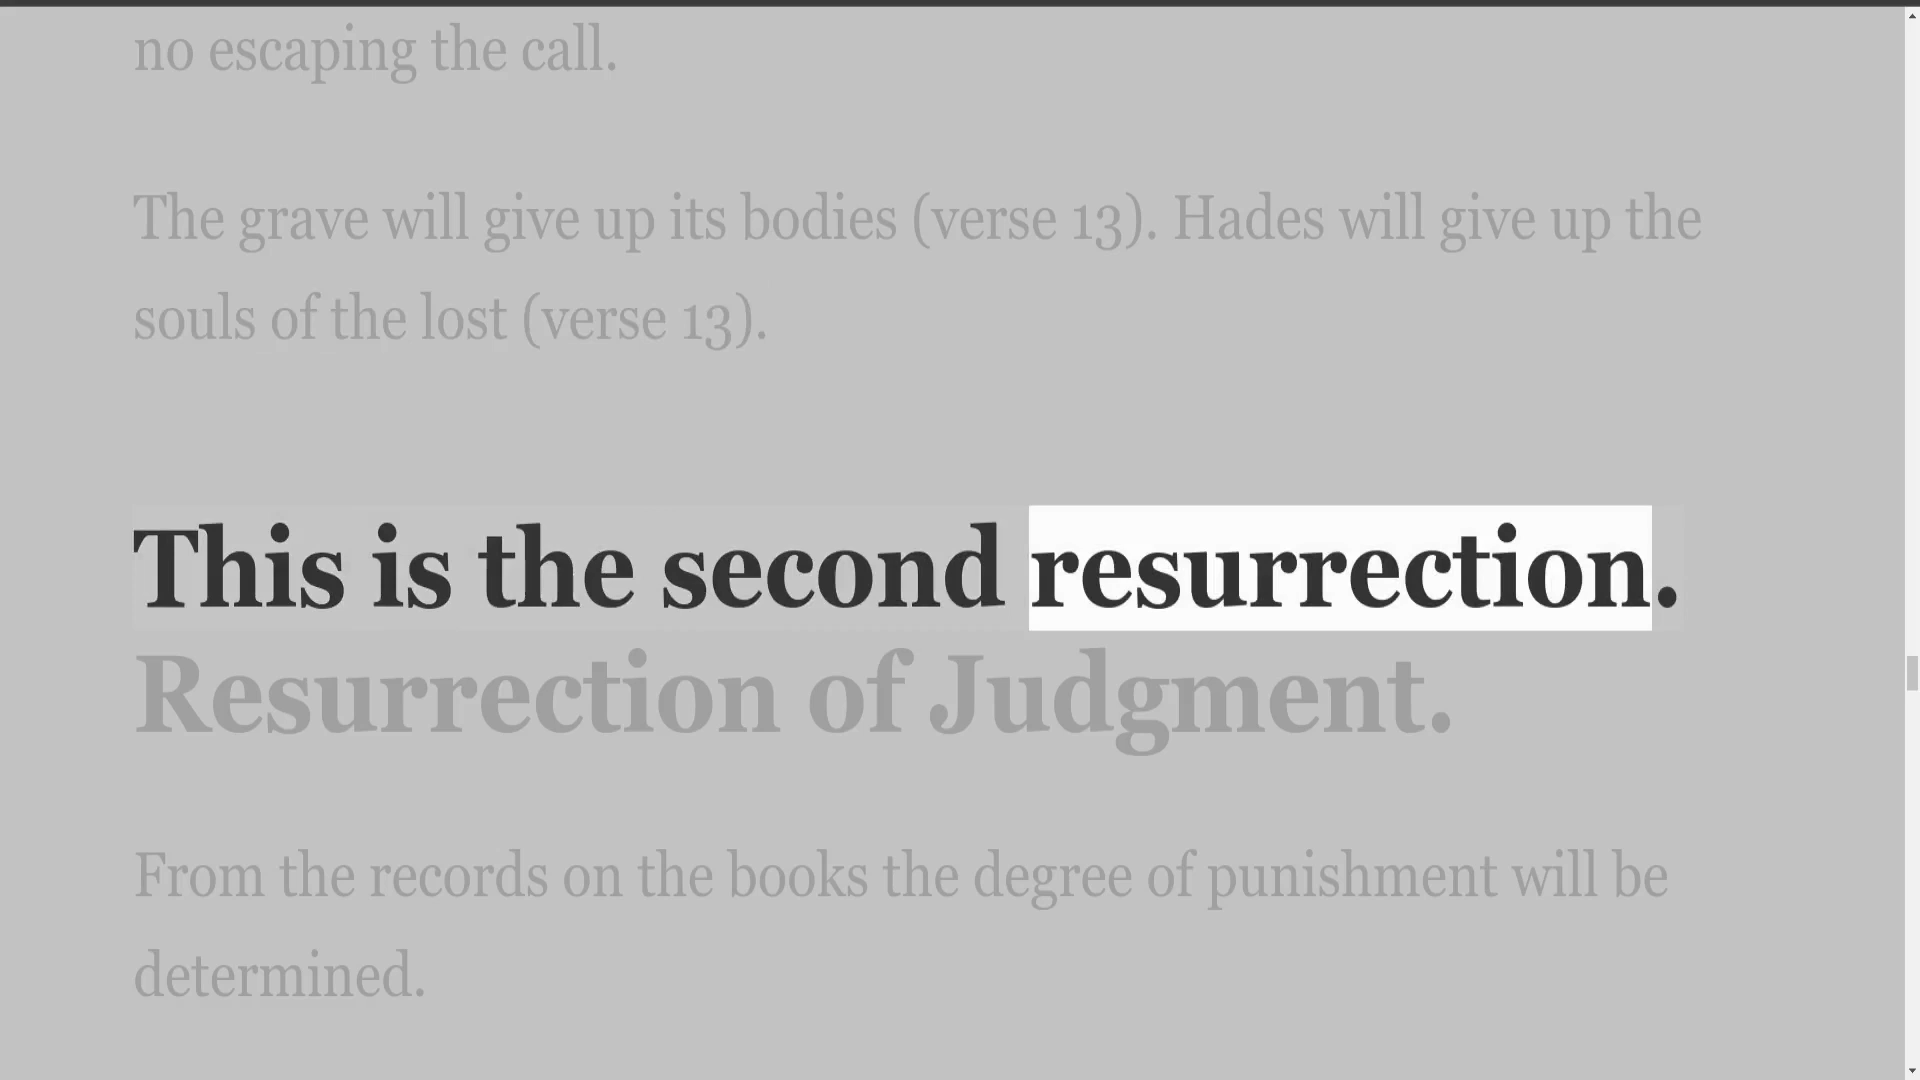 no escaping the call.
The grave will give up its bodies (verse 13). Hades will give up the
souls of the lost (verse 13).
This is the second resurrection.
Resurrection of Judgment.
From the records on the books the degree of punishment will be
determined.